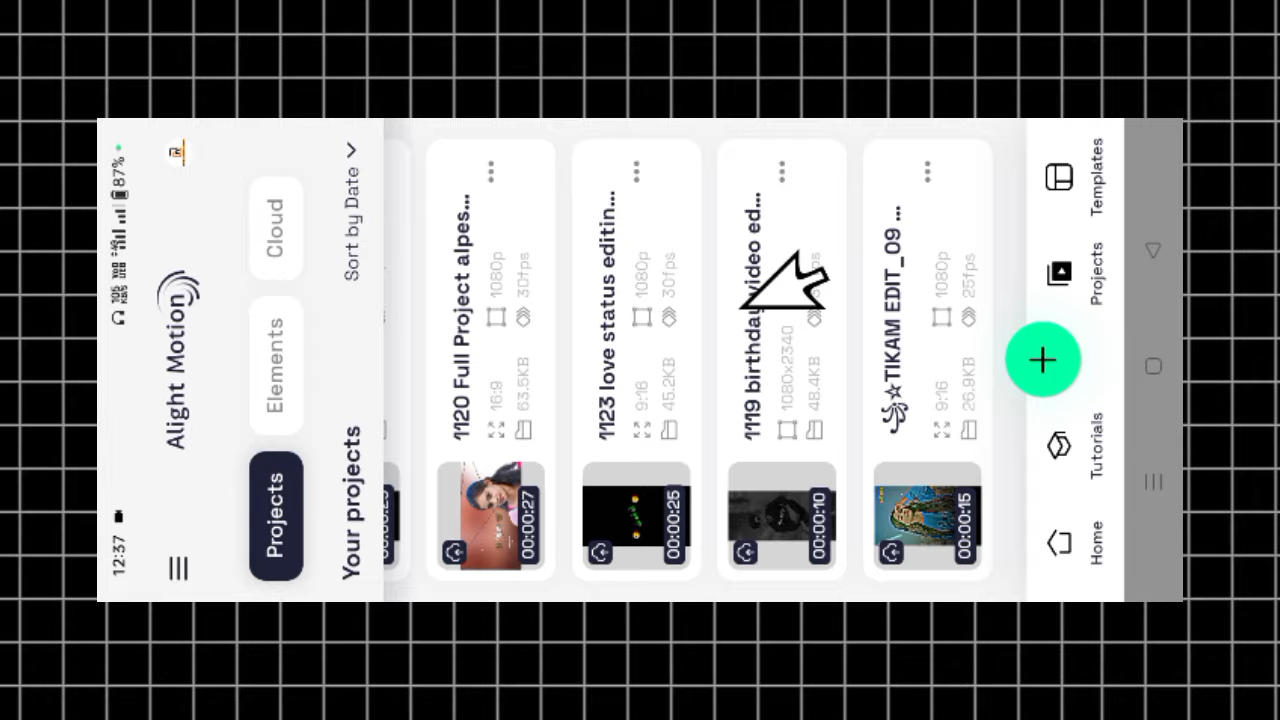 12:37
105 KB/S
87%
Alight Motion
Projects
Elements
Cloud
Your projects
Sort by Date
1120 Full Project alpes...
16:9
1080p
63.5KB
30fps
00:00:27
1123 love status editin...
9:16
1080p
45.2KB
30fps
00:00:25
1119 birthday video ed...
1080x2340
48.4KB
00:00:10
꧁☆TIKAM EDIT_09 ...
9:16
1080p
26.9KB
25fps
00:00:15
Home
Tutorials
+
Projects
Templates